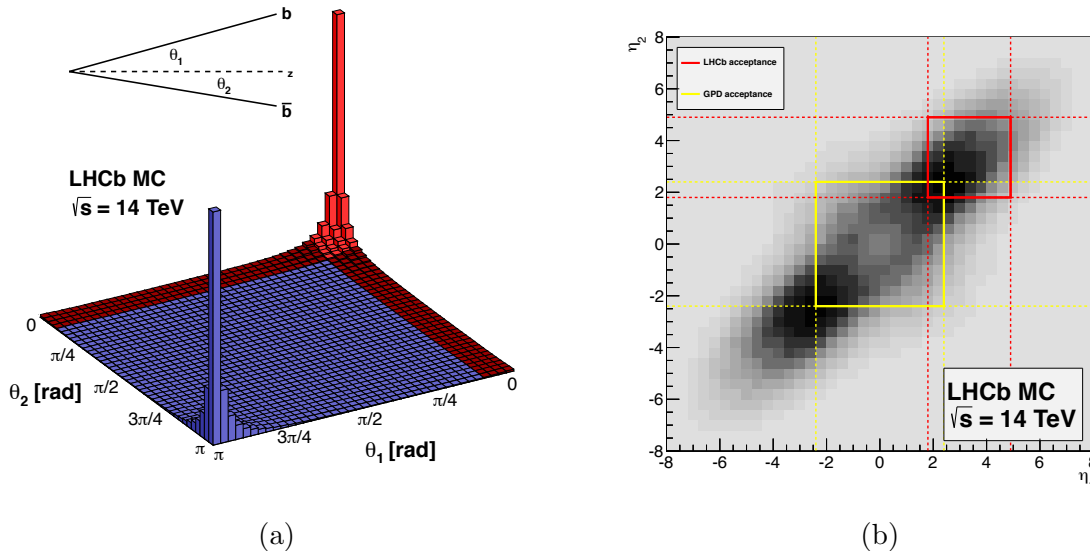 b
θ1
z
θ2
b̅
LHCb MC
√s = 14 TeV
0
π/4
π/2
3π/4
π
θ2 [rad]
π
3π/4
π/2
π/4
0
θ1 [rad]
(a)
η2
8
6
4
2
0
-2
-4
-6
-8
LHCb acceptance
GPD acceptance
LHCb MC
√s = 14 TeV
-8 -6 -4 -2 0 2 4 6 8
η
(b)